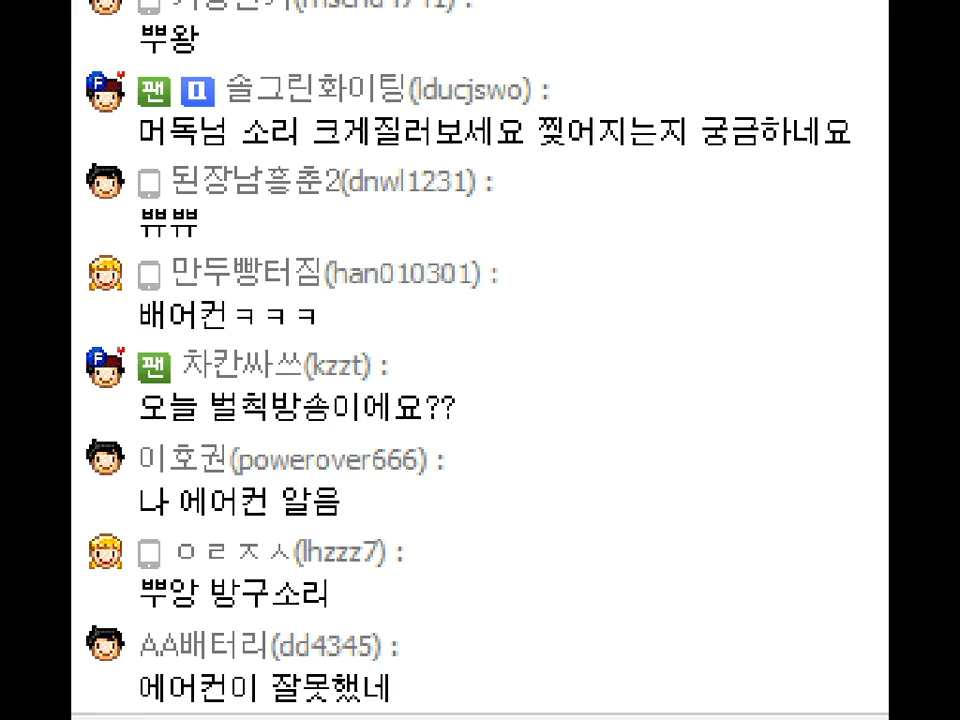 뿌왕
팬 Q 솔그린화이팅(lducjswo) :
머독님 소리 크게질러보세요 찢어지는지 궁금하네요
된장남흥춘2(dnwl1231) :
쀼쀼
만두빵터짐(han010301) :
배어컨ㅋㅋㅋ
팬 차칸싸쓰(kzzt) :
오늘 벌칙방송이에요??
이호권(powerover666) :
나 에어컨 알음
ㅇㄹㅈㅅ(lhzzz7) :
뿌앙 방구소리
AA배터리(dd4345) :
에어컨이 잘못했네